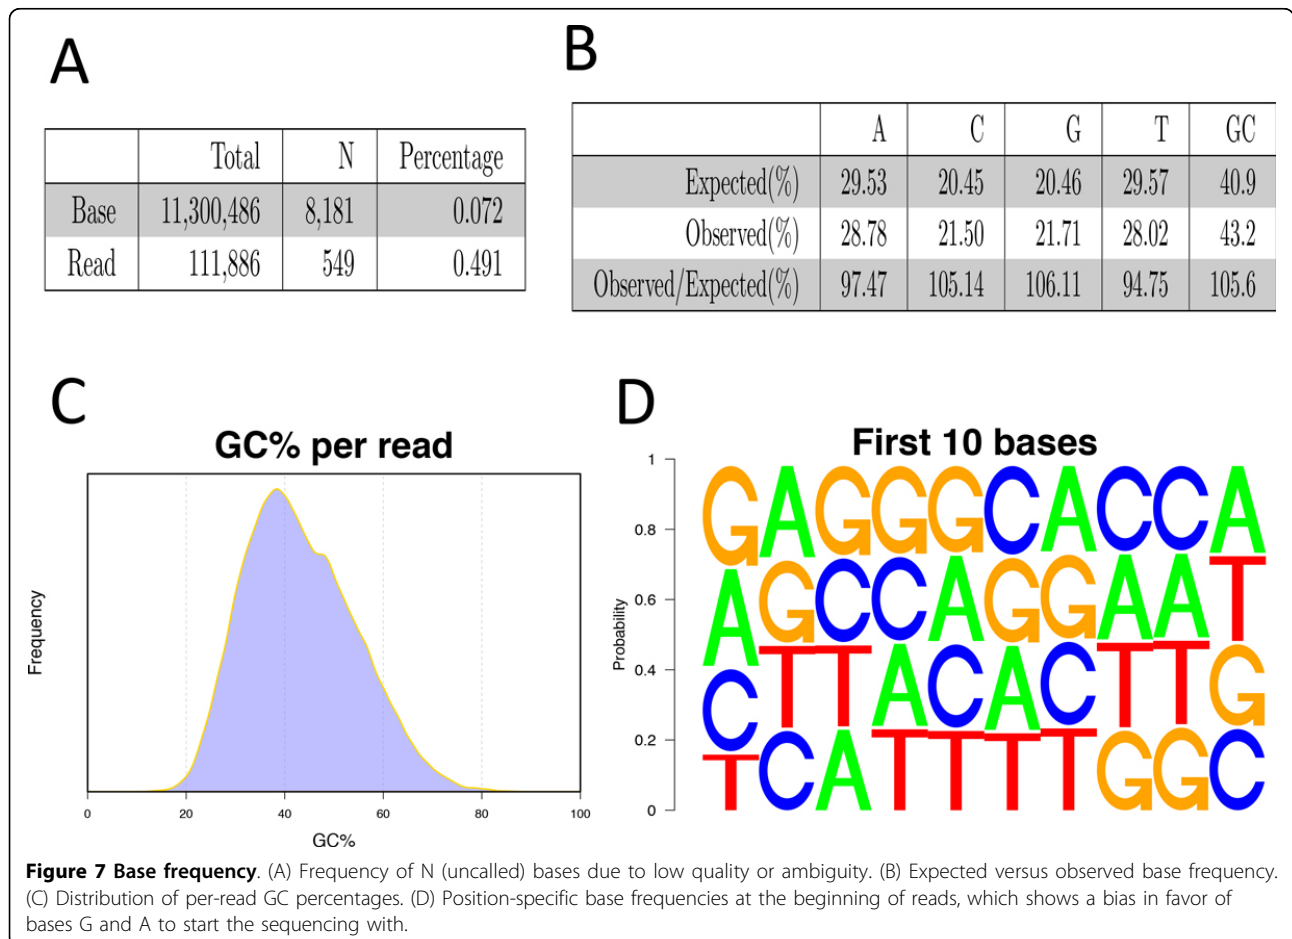 A
Total N Percentage
Base 11,300,486 8,181 0.072
Read 111,886 549 0.491
B
A C G T GC
Expected(%) 29.53 20.45 20.46 29.57 40.9
Observed(%) 28.78 21.50 21.71 28.02 43.2
Observed/Expected(%) 97.47 105.14 106.11 94.75 105.6
C
GC% per read
Frequency
0 20 40 60 80 100
GC%
D
First 10 bases
Probability
1
0.8
0.6
0.4
0.2
0
G A G G G C A C C A
A G C C A G G A A T
C T T A C A C T T G
T C A T T T T G G C
Figure 7 Base frequency. (A) Frequency of N (uncalled) bases due to low quality or ambiguity. (B) Expected versus observed base frequency.
(C) Distribution of per-read GC percentages. (D) Position-specific base frequencies at the beginning of reads, which shows a bias in favor of
bases G and A to start the sequencing with.